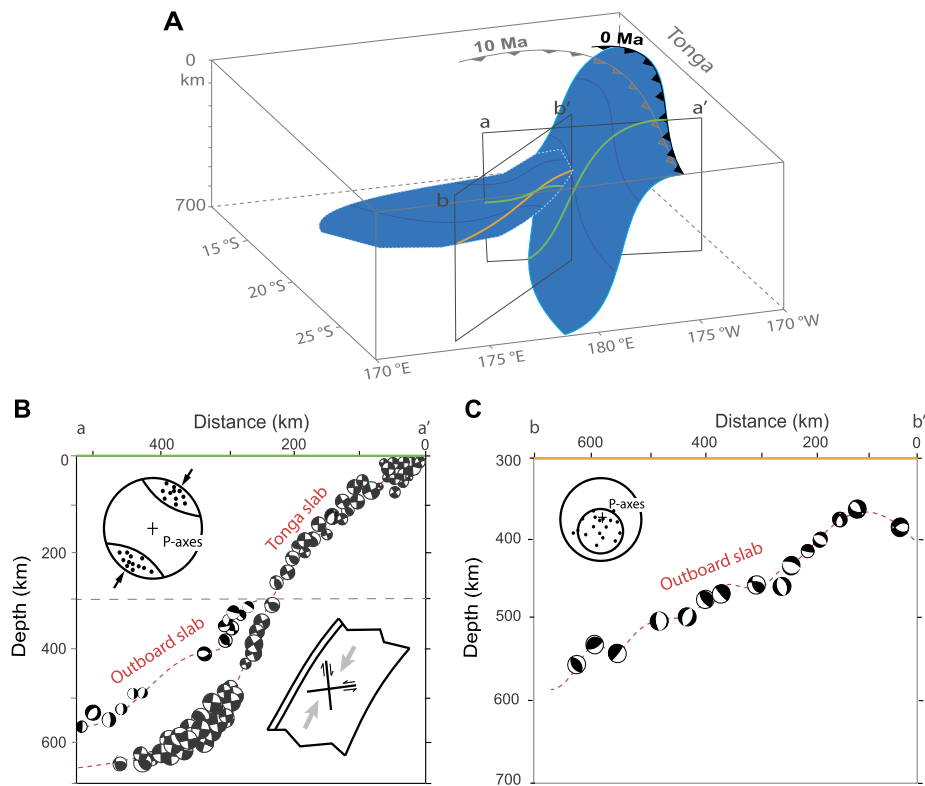 A
0
km
700
15 °S
20 °S
25 °S
10 Ma
0 Ma
Tonga
a
b'
a'
b
170 °E
175 °E
180 °E
175 °W
170 °W
B
Distance (km)
a
400
200
a'
0
0
200
400
600
Depth (km)
P-axes
Tonga slab
Outboard slab
C
Distance (km)
b
600
400
200
b'
0
300
400
500
600
700
Depth (km)
P-axes
Outboard slab